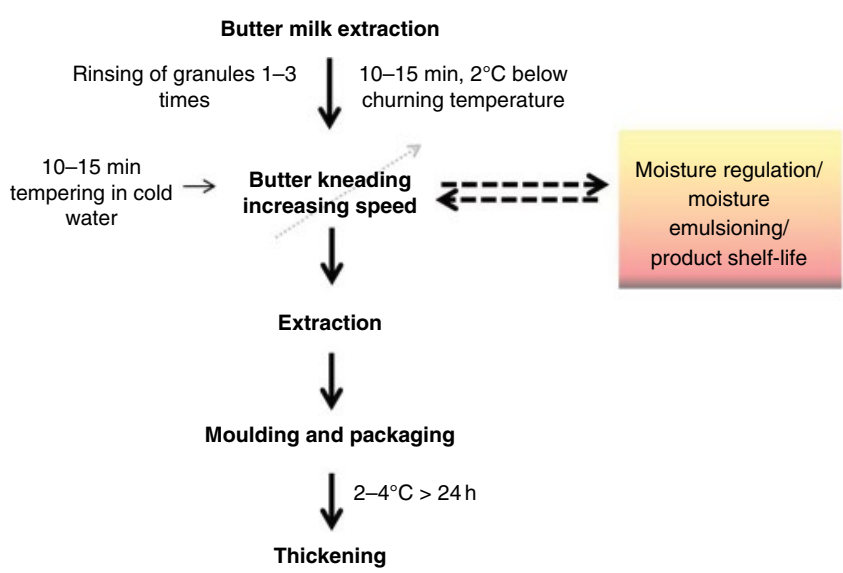 Butter milk extraction
Rinsing of granules 1–3
times
10–15 min, 2°C below
churning temperature
10–15 min
tempering in cold
water
Butter kneading
increasing speed
Moisture regulation/
moisture
emulsioning/
product shelf-life
Extraction
Moulding and packaging
2–4°C > 24 h
Thickening